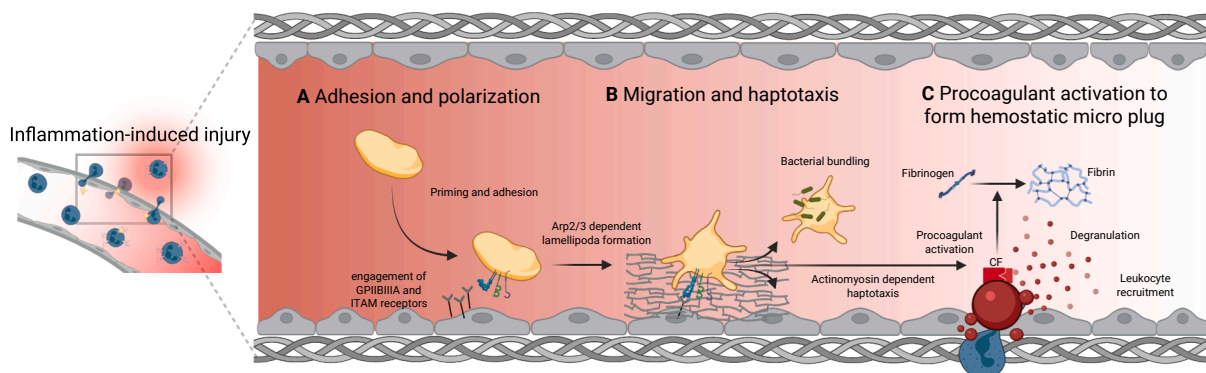 Inflammation-induced injury
A Adhesion and polarization
Priming and adhesion
engagement of
GPIIBIIIA and
ITAM receptors
Arp2/3 dependent
lamellipoda formation
B Migration and haptotaxis
Bacterial bundling
Actinomyosin dependent
haptotaxis
C Procoagulant activation to
form hemostatic micro plug
Fibrinogen
Fibrin
Procoagulant
activation
CF
Degranulation
Leukocyte
recruitment